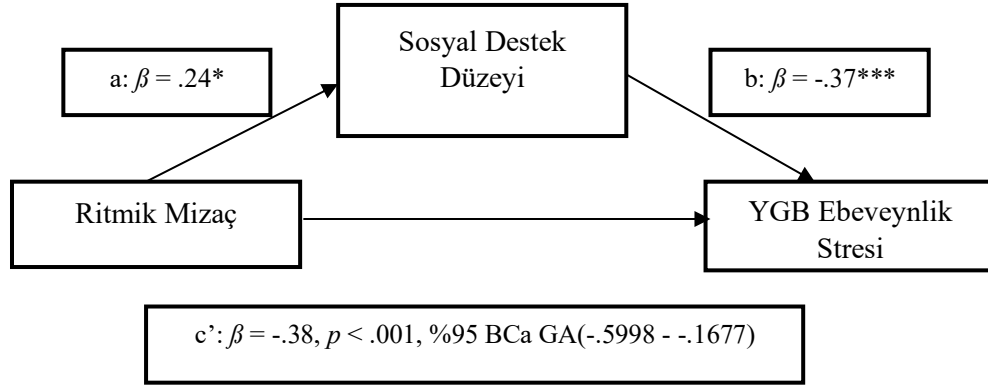 Sosyal Destek
Düzeyi
a: β = .24*
b: β = -.37***
Ritmik Mizaç
YGB Ebeveynlik
Stresi
c’: β = -.38, p < .001, %95 BCa GA(-.5998 - -.1677)